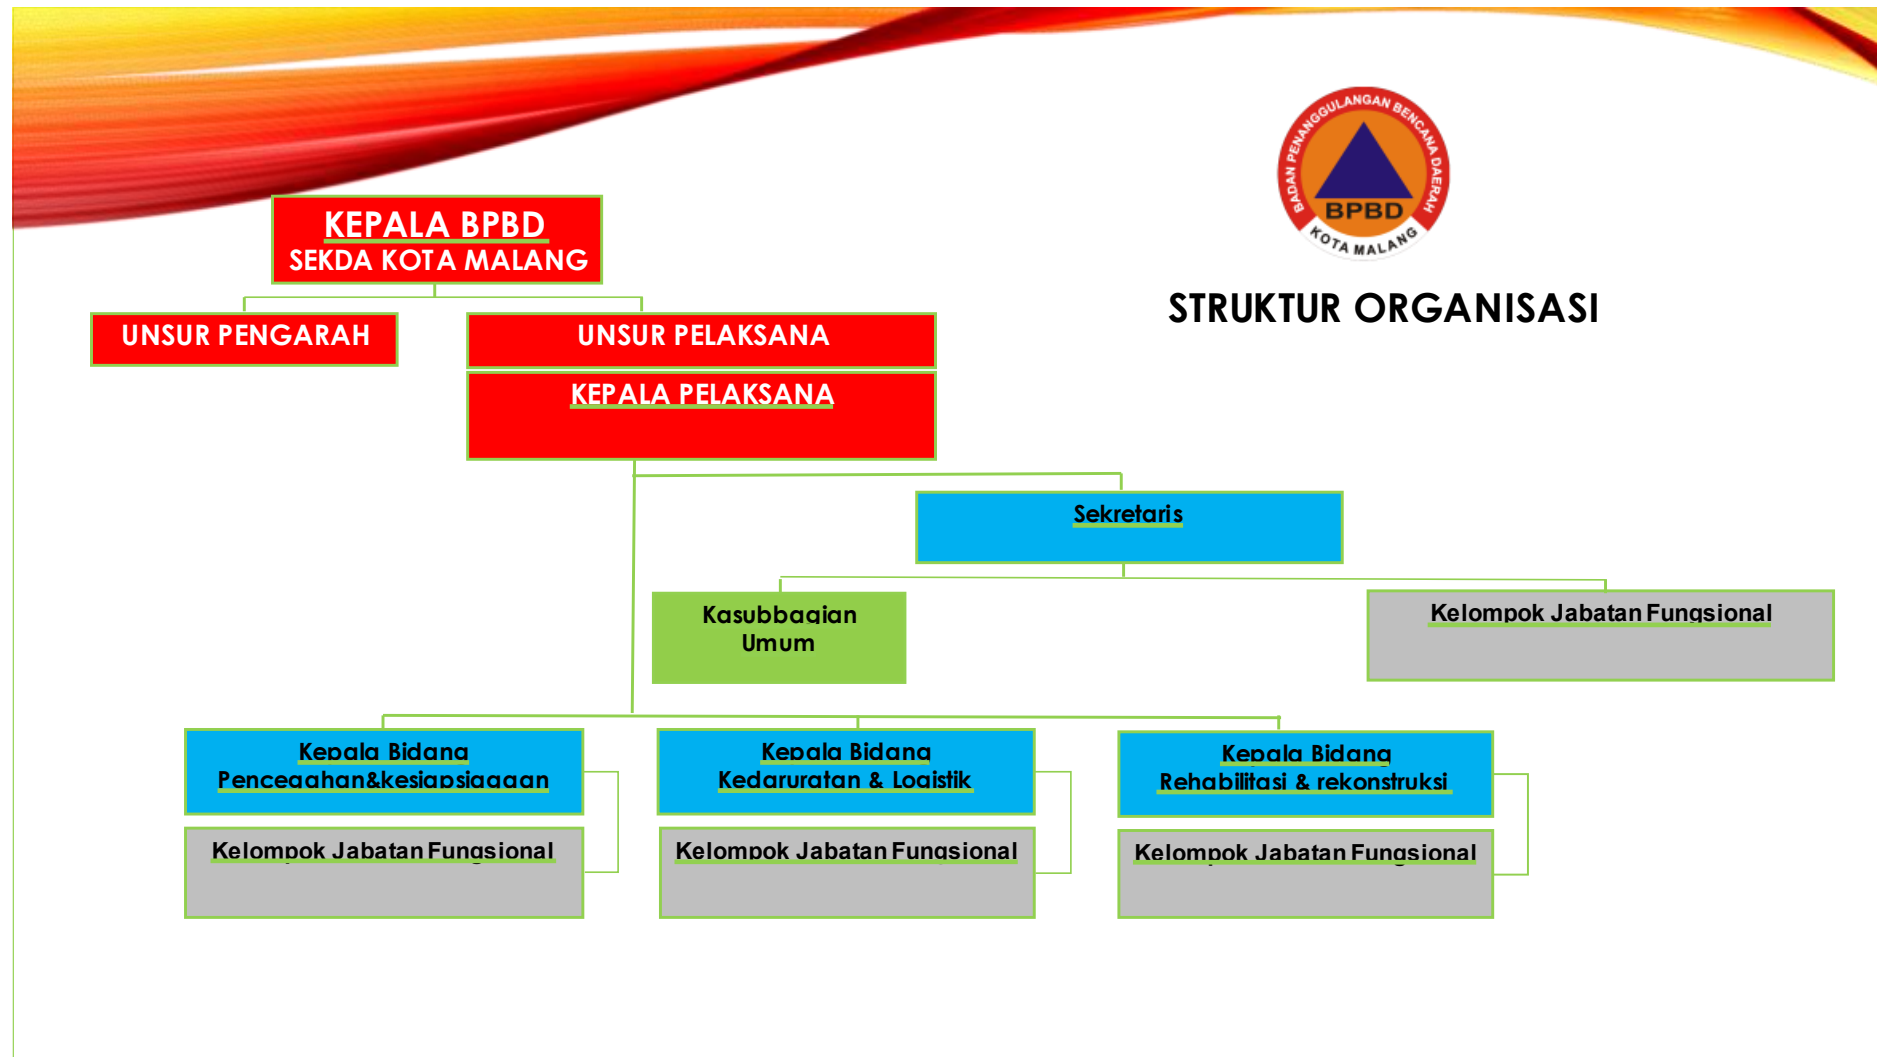 BADAN PENANGGULANGAN BENCANA DAERAH
BPBD
KOTA MALANG
STRUKTUR ORGANISASI
KEPALA BPBD
SEKDA KOTA MALANG
UNSUR PENGARAH
UNSUR PELAKSANA
KEPALA PELAKSANA
Sekretaris
Kasubbagian
Umum
Kelompok Jabatan Fungsional
Kepala Bidang
Pencegahan&kesiapsiagaan
Kepala Bidang
Kedaruratan & Logistik
Kepala Bidang
Rehabilitasi & rekonstruksi
Kelompok Jabatan Fungsional
Kelompok Jabatan Fungsional
Kelompok Jabatan Fungsional